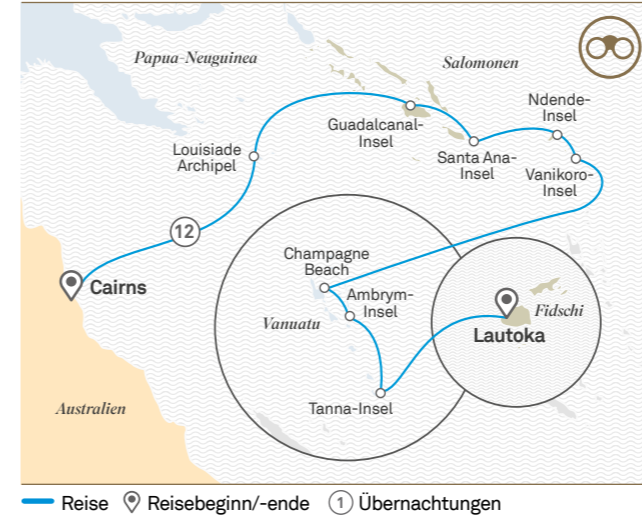 Papua-Neuguinea
Salomonen
Ndende-
Insel
Guadalcanal-
Insel
Louisiade
Archipel
Santa Ana-
Insel
Vanikoro-
Insel
12
Champagne
Beach
Cairns
Ambrym-
Insel
Vanuatu
Fidschi
Lautoka
Tanna-Insel
Australien
Reise
Reisebeginn/-ende
1 Übernachtungen